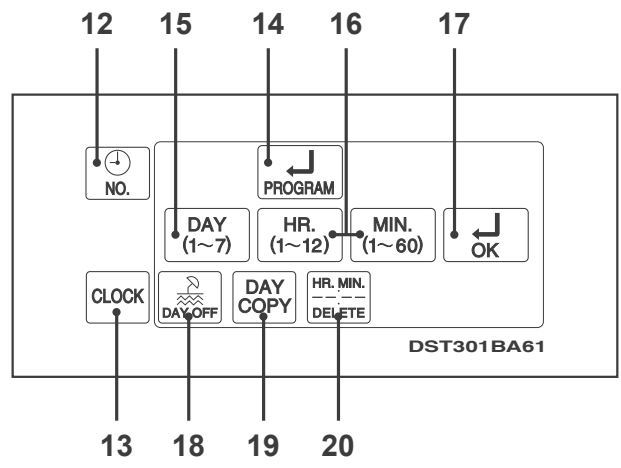 12 15 14 16 17
NO.
PROGRAM
DAY
(1~7)
HR.
(1~12)
MIN.
(1~60)
OK
CLOCK
DAY OFF
DAY
COPY
HR. MIN.
--:--
DELETE
DST301BA61
13 18 19 20